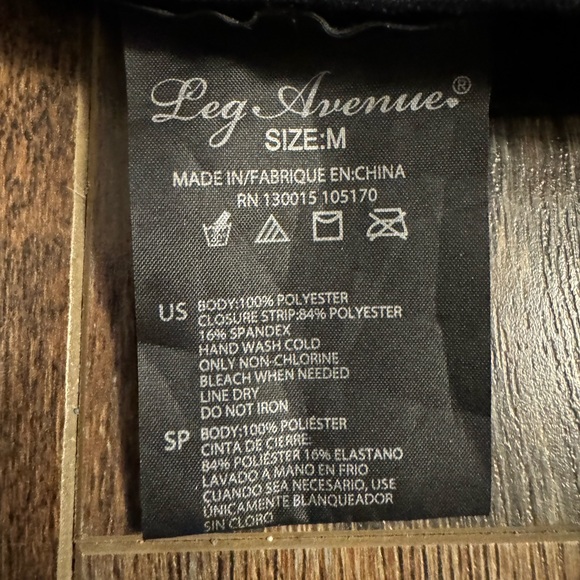 Leg Avenue®
SIZE:M
MADE IN/FABRIQUE EN:CHINA
RN 130015 105170
US BODY:100% POLYESTER
CLOSURE STRIP:84% POLYESTER
16% SPANDEX
HAND WASH COLD
ONLY NON-CHLORINE
BLEACH WHEN NEEDED
LINE DRY
DO NOT IRON
SP BODY:100% POLIÉSTER
CINTA DE CIERRE:
84% POLIÉSTER 16% ELASTANO
LAVADO A MANO EN FRIO
CUANDO SEA NECESARIO, USE
ÚNICAMENTE BLANQUEADOR
SIN CLORO